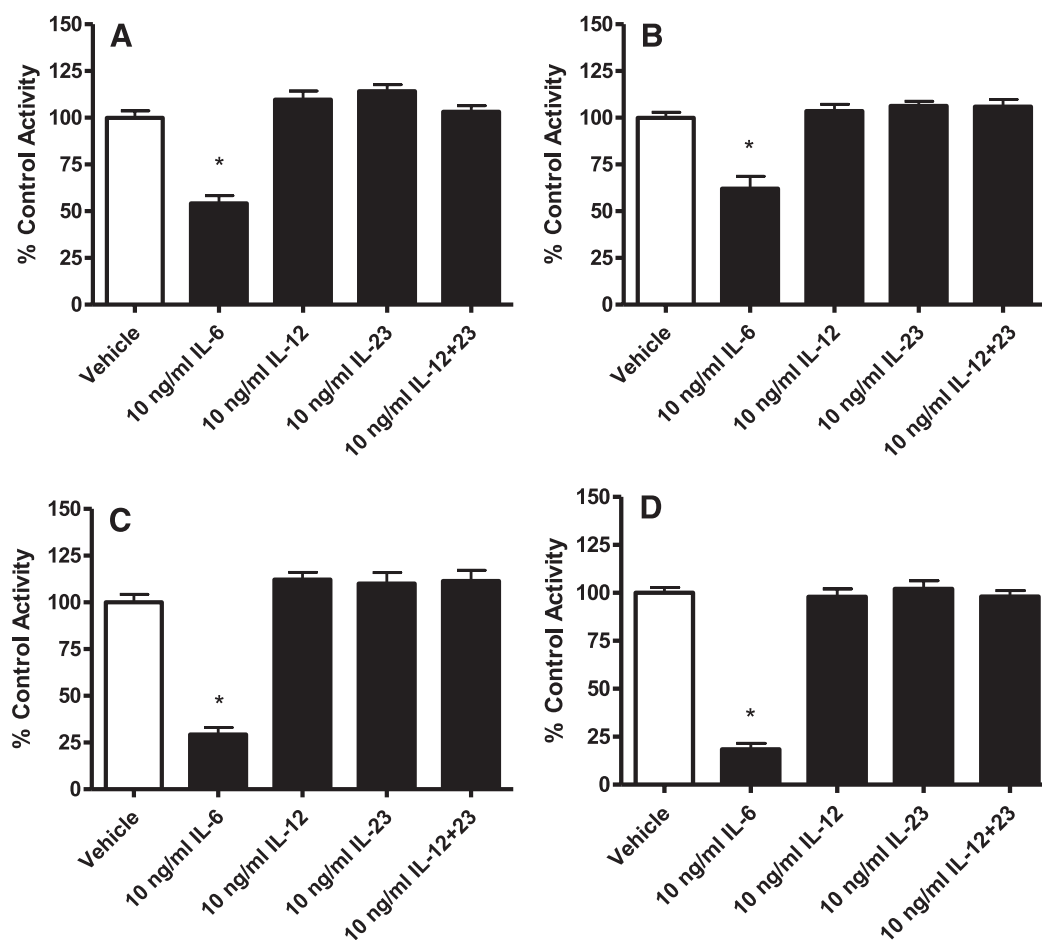 A
% Control Activity
150
125
100
75
50
25
0
*
Vehicle
10 ng/ml IL-6
10 ng/ml IL-12
10 ng/ml IL-23
10 ng/ml IL-12+23
B
% Control Activity
150
125
100
75
50
25
0
*
Vehicle
10 ng/ml IL-6
10 ng/ml IL-12
10 ng/ml IL-23
10 ng/ml IL-12+23
C
% Control Activity
150
125
100
75
50
25
0
*
Vehicle
10 ng/ml IL-6
10 ng/ml IL-12
10 ng/ml IL-23
10 ng/ml IL-12+23
D
% Control Activity
150
125
100
75
50
25
0
*
Vehicle
10 ng/ml IL-6
10 ng/ml IL-12
10 ng/ml IL-23
10 ng/ml IL-12+23